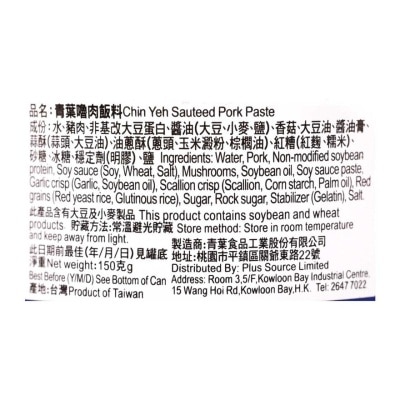 品名:青葉嚕肉飯料Chin Yeh Sauteed Pork Paste
成份:水、豬肉、非基改大豆蛋白、醬油(大豆、小麥、鹽)、香菇、大豆油、醬油膏、
蒜酥(蒜頭、大豆油)、油蔥酥(蔥頭、玉米澱粉、棕櫚油)、紅糟(紅麴、糯米)、
砂糖、冰糖、穩定劑(明膠)、鹽 Ingredients: Water, Pork, Non-modified soybean
protein, Soy sauce (Soy, Wheat, Salt), Mushrooms, Soybean oil, Soy sauce paste.
Garlic crisp (Garlic, Soybean oil), Scallion crisp (Scallion, Corn starch, Palm oil), Red
grains (Red yeast rice, Glutinous rice), Sugar, Rock sugar, Stabilizer (Gelatin), Salt.
此產品含有大豆及小麥製品 This product contains soybean and wheat
products. 貯藏方法:常溫避光貯藏 Storage method: Store in room temperature
and keep away from light.
此日期前最佳(年/月/日)見罐底
淨重 Net weight:150克g
Best Before (Y/M/D) See Bottom of Can
產地:台灣Product of Taiwan
製造商:青葉食品工業股份有限公司
地址:桃園市平鎮區關爺東路22號
Distributed By: Plus Source Limited
Address: Room 3,5/F,Kowloon Bay Industrial Centre,
15 Wang Hoi Rd,Kowloon Bay,H.K. Tel: 2647 7022